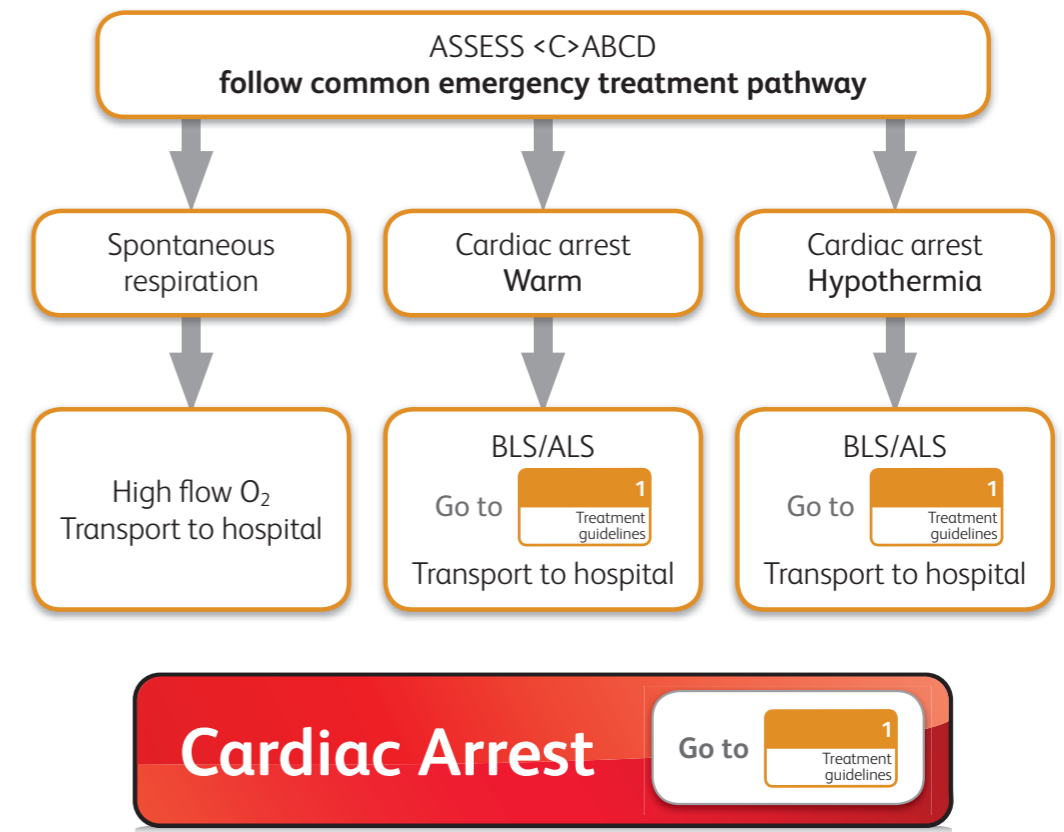 ASSESS <C>ABCD
follow common emergency treatment pathway
Spontaneous
respiration
Cardiac arrest
Warm
Cardiac arrest
Hypothermia
High flow O₂
Transport to hospital
BLS/ALS
Go to
1
Treatment
guidelines
Transport to hospital
BLS/ALS
Go to
1
Treatment
guidelines
Transport to hospital
Cardiac Arrest
Go to
1
Treatment
guidelines